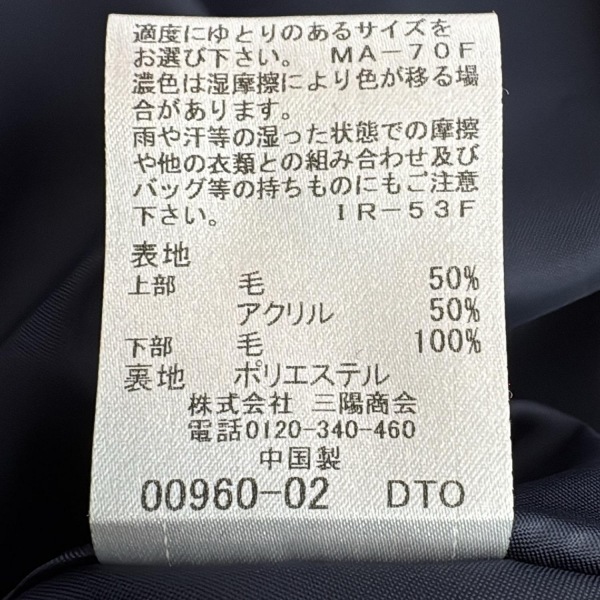 適度にゆとりのあるサイズを
お選び下さい。 MA-70F
濃色は湿摩擦により色が移る場
合があります。
雨や汗等の湿った状態での摩擦
や他の衣類との組み合わせ及び
バッグ等の持ちものにもご注意
下さい。 IR-53F
表地
上部 毛 50%
アクリル 50%
下部 毛 100%
裏地 ポリエステル
株式会社 三陽商会
電話0120-340-460
中国製
00960-02 DTO